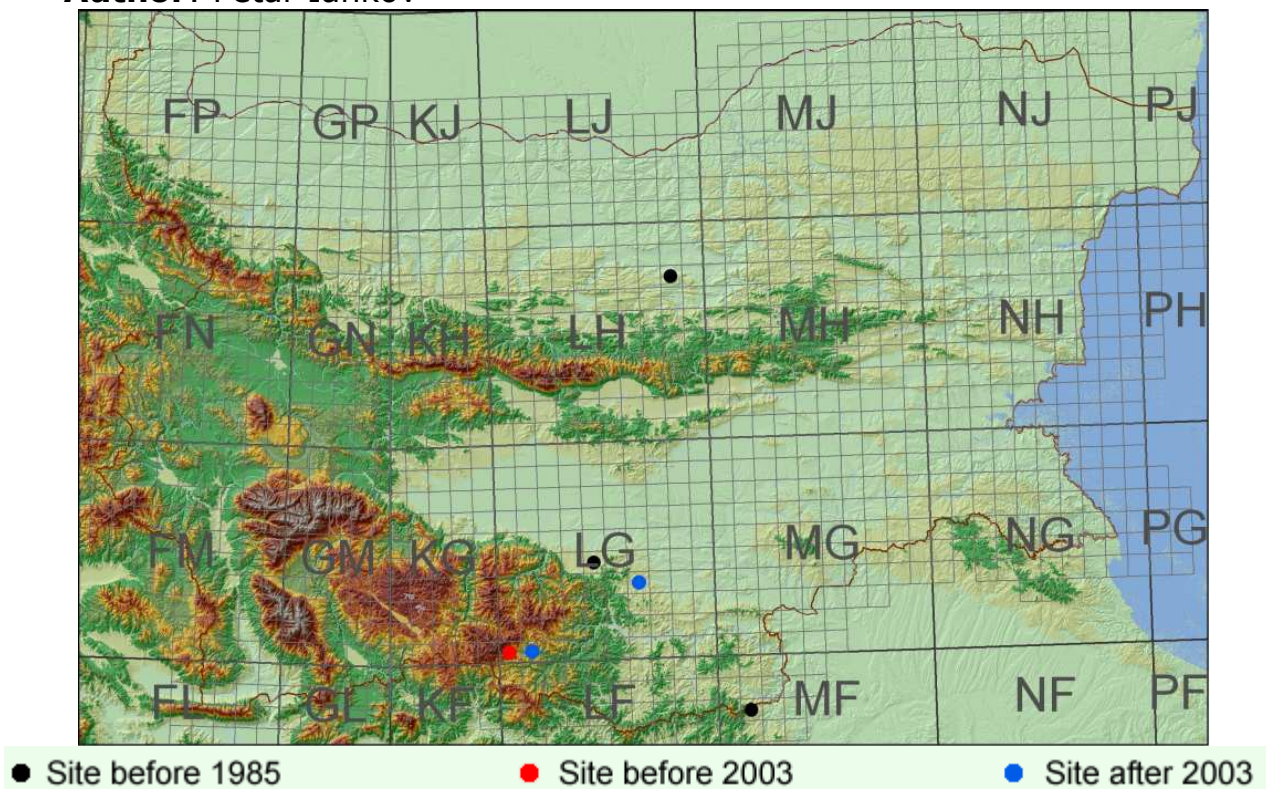 FP GP KJ LJ MJ NJ PJ
FN GN KH LH MH NH PH
FM GM KG LG MG NG PG
FL GL KF LF MF NF PF
Site before 1985 Site before 2003 Site after 2003